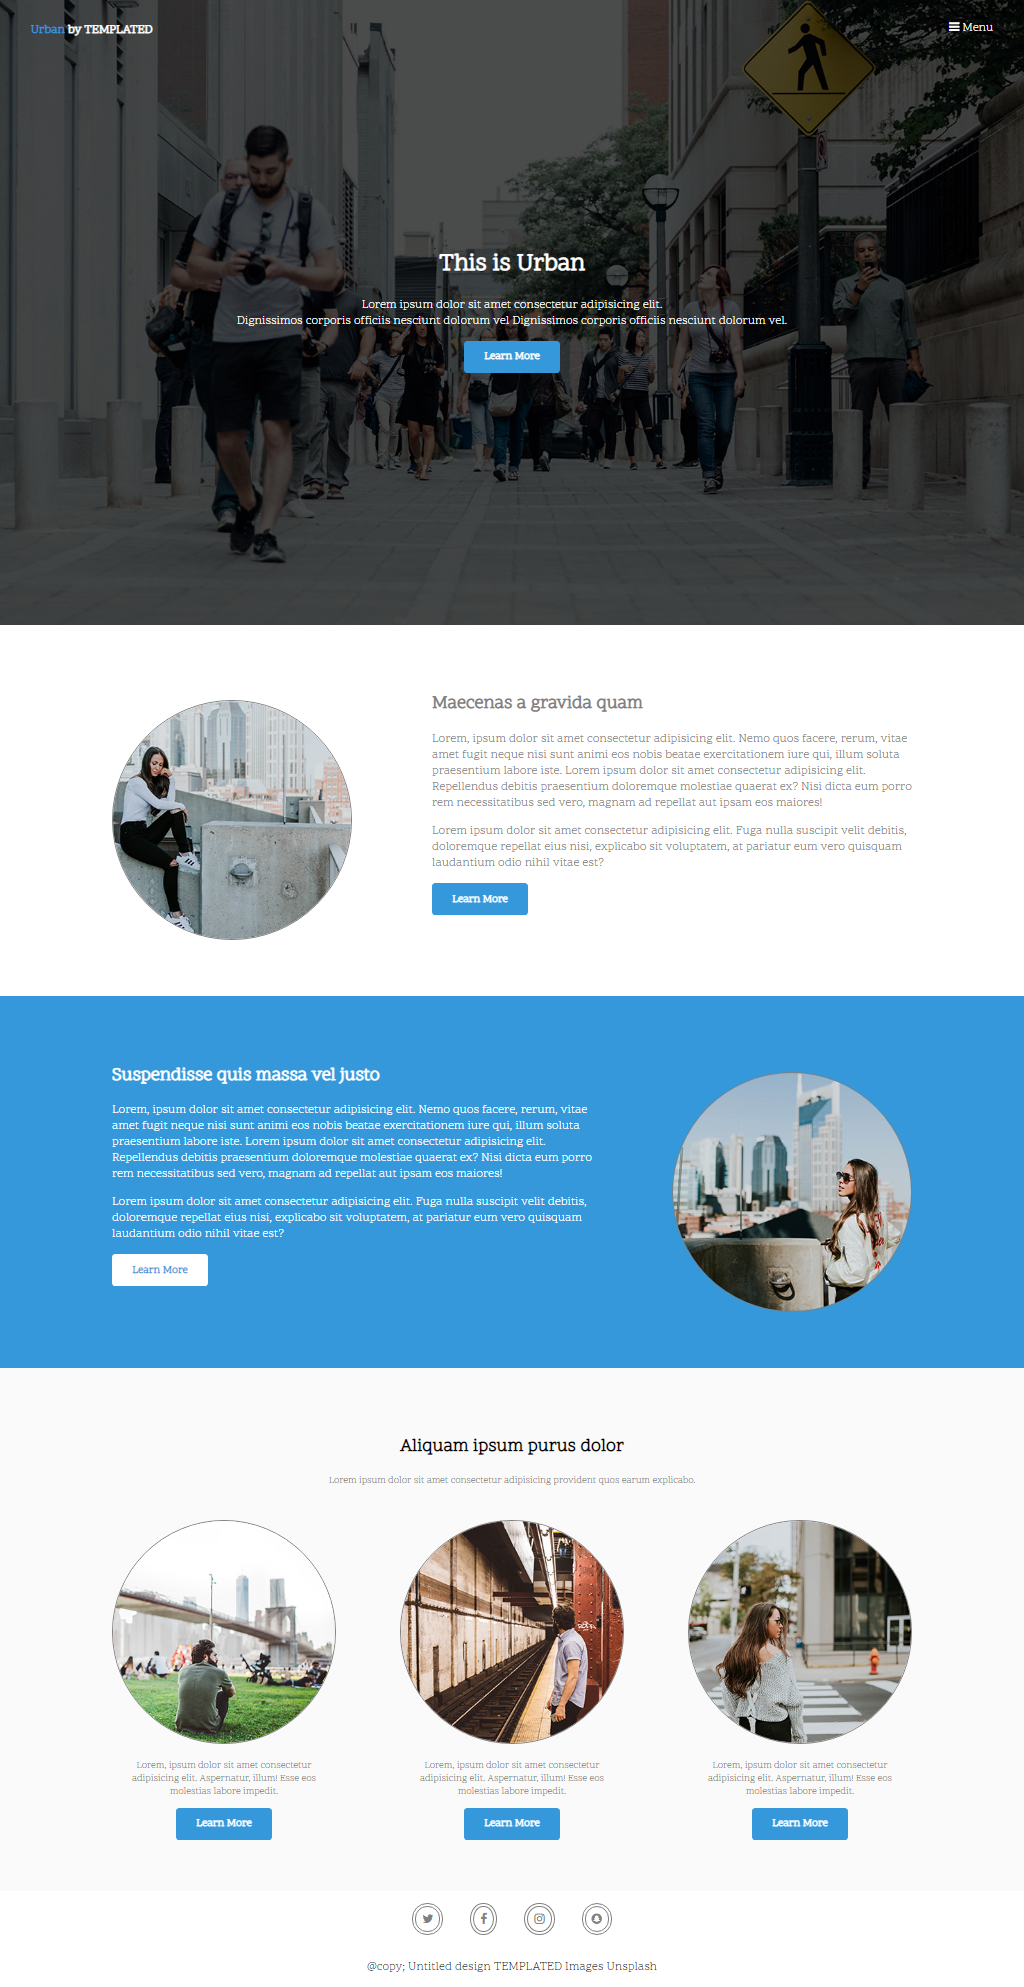 Urban by TEMPLATED
Menu
This is Urban
Lorem ipsum dolor sit amet consectetur adipisicing elit.
Dignissimos corporis officiis nesciunt dolorum vel Dignissimos corporis officiis nesciunt dolorum vel.
Learn More
Maecenas a gravida quam
Lorem, ipsum dolor sit amet consectetur adipisicing elit. Nemo quos facere, rerum, vitae
amet fugit neque nisi sunt animi eos nobis beatae exercitationem iure qui, illum soluta
praesentium labore iste. Lorem ipsum dolor sit amet consectetur adipisicing elit.
Repellendus debitis praesentium doloremque molestiae quaerat ex? Nisi dicta eum porro
rem necessitatibus sed vero, magnam ad repellat aut ipsam eos maiores!
Lorem ipsum dolor sit amet consectetur adipisicing elit. Fuga nulla suscipit velit debitis,
doloremque repellat eius nisi, explicabo sit voluptatem, at pariatur eum vero quisquam
laudantium odio nihil vitae est?
Learn More
Suspendisse quis massa vel justo
Lorem, ipsum dolor sit amet consectetur adipisicing elit. Nemo quos facere, rerum, vitae
amet fugit neque nisi sunt animi eos nobis beatae exercitationem iure qui, illum soluta
praesentium labore iste. Lorem ipsum dolor sit amet consectetur adipisicing elit.
Repellendus debitis praesentium doloremque molestiae quaerat ex? Nisi dicta eum porro
rem necessitatibus sed vero, magnam ad repellat aut ipsam eos maiores!
Lorem ipsum dolor sit amet consectetur adipisicing elit. Fuga nulla suscipit velit debitis,
doloremque repellat eius nisi, explicabo sit voluptatem, at pariatur eum vero quisquam
laudantium odio nihil vitae est?
Learn More
Aliquam ipsum purus dolor
Lorem ipsum dolor sit amet consectetur adipisicing provident quos earum explicabo.
Lorem, ipsum dolor sit amet consectetur
adipisicing elit. Aspernatur, illum! Esse eos
molestias labore impedit.
Learn More
Lorem, ipsum dolor sit amet consectetur
adipisicing elit. Aspernatur, illum! Esse eos
molestias labore impedit.
Learn More
Lorem, ipsum dolor sit amet consectetur
adipisicing elit. Aspernatur, illum! Esse eos
molestias labore impedit.
Learn More
@copy; Untitled design TEMPLATED Images Unsplash